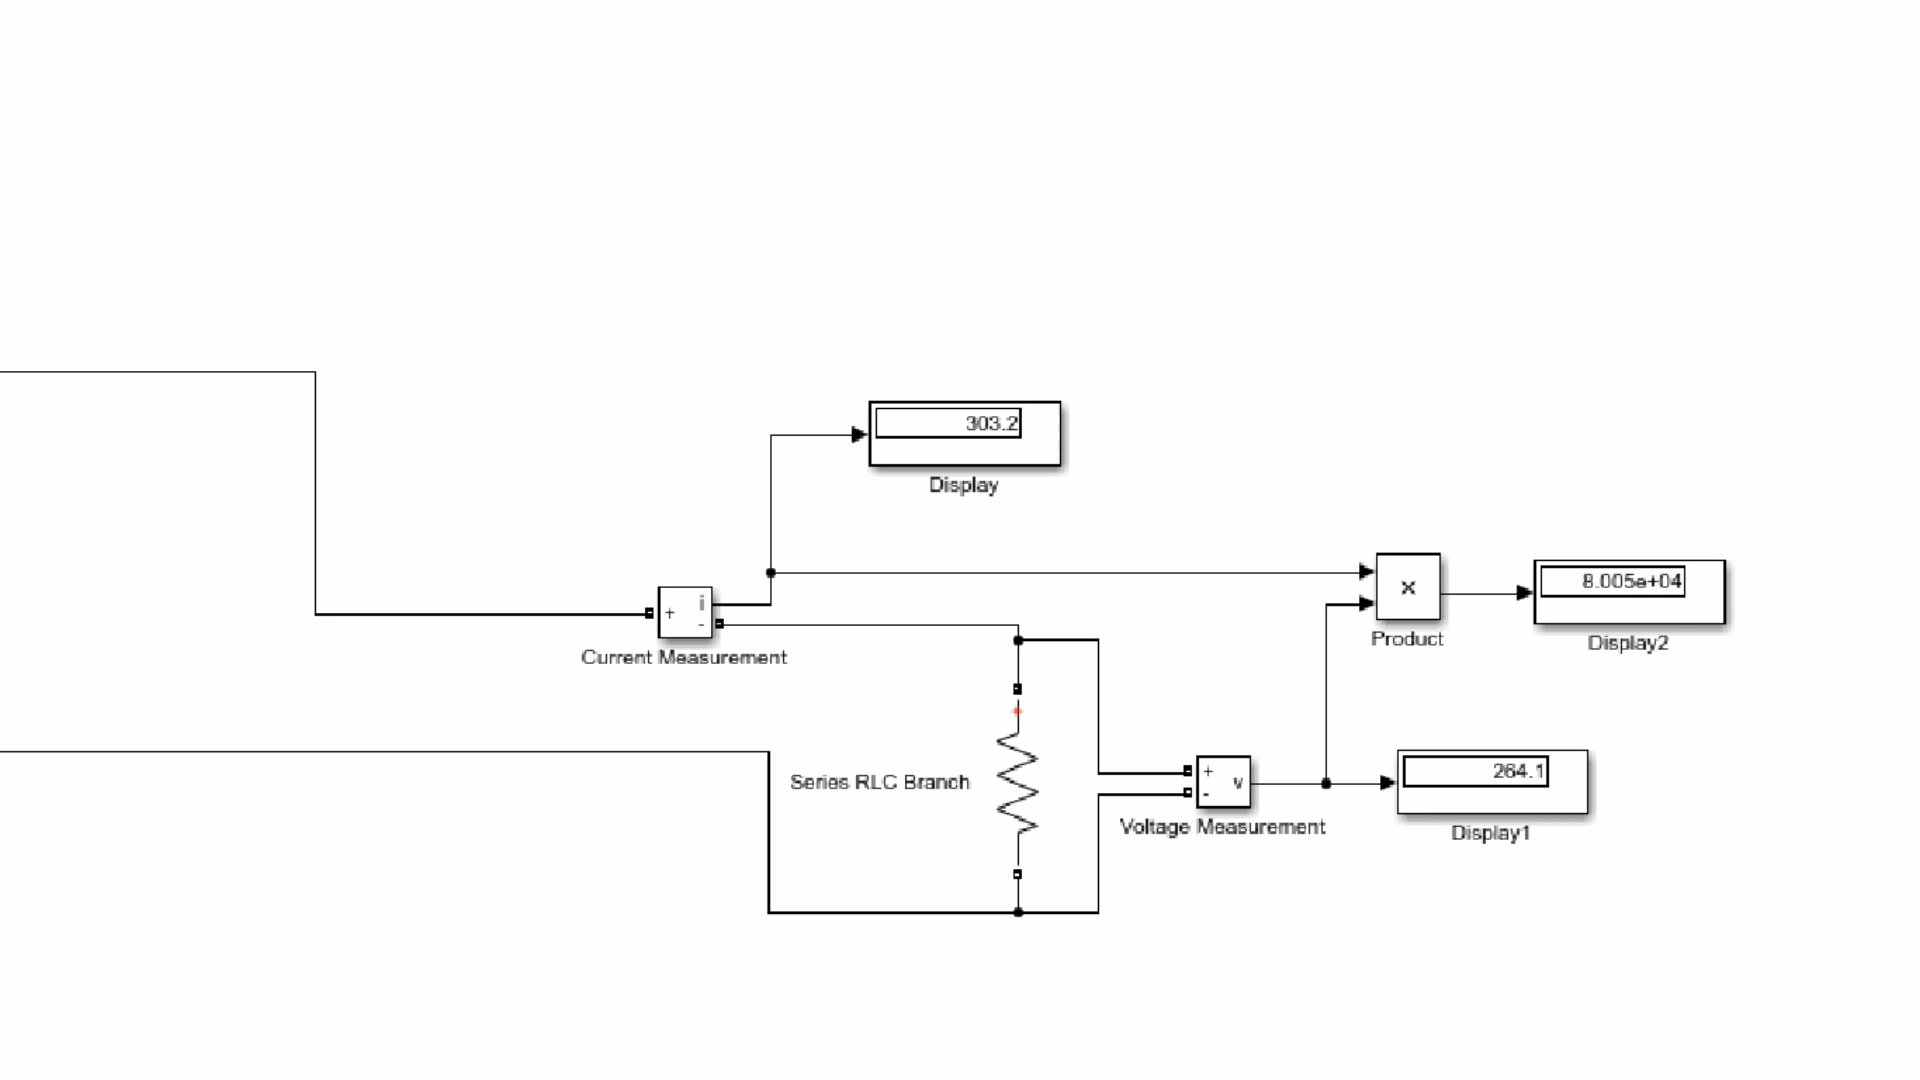 303.2
Display
i
+
-
Current Measurement
×
Product
8.005e+04
Display2
Series RLC Branch
+
-
v
Voltage Measurement
264.1
Display1